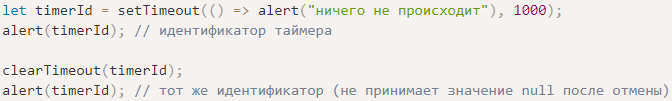 let timerId = setTimeout(() => alert("ничего не происходит"), 1000);
alert(timerId); // идентификатор таймера
clearTimeout(timerId);
alert(timerId); // тот же идентификатор (не принимает значение null после отмены)